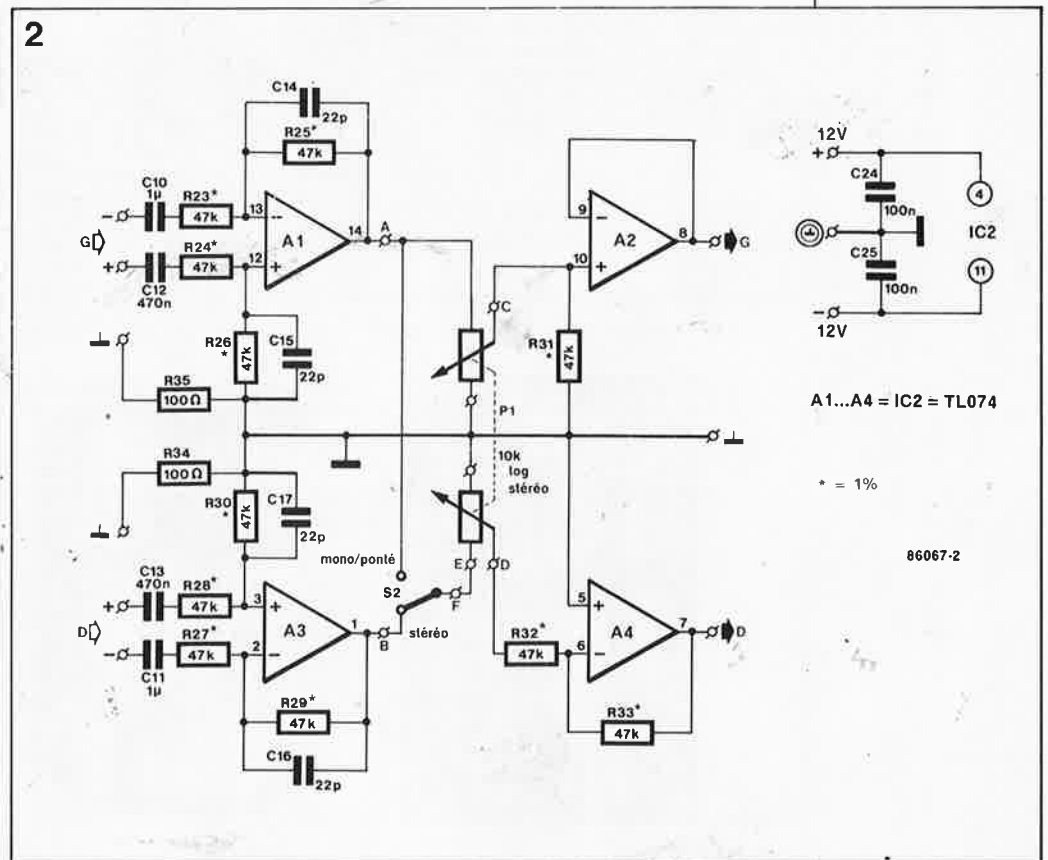 2
C14
22p
R25*
47k
C10
1µ
R23*
47k
13
-
G
A1
14
A
R24*
47k
12
+
C12
470n
R26
*
47k
C15
22p
R35
100Ω
R34
100Ω
R30
*
47k
C17
22p
C13
470n
R28*
47k
3
+
D
A3
1
B
R27*
47k
2
-
C11
1µ
R29*
47k
C16
22p
mono/ponté
S2
stéréo
F
E
D
C
P1
10k
log
stéréo
9
-
A2
8
G
10
+
R31
*
47k
5
+
A4
7
D
R32*
47k
6
-
R33*
47k
12V
+
C24
100n
4
IC2
C25
100n
11
-
12V
A1...A4 = IC2 = TL074
* = 1%
86067-2